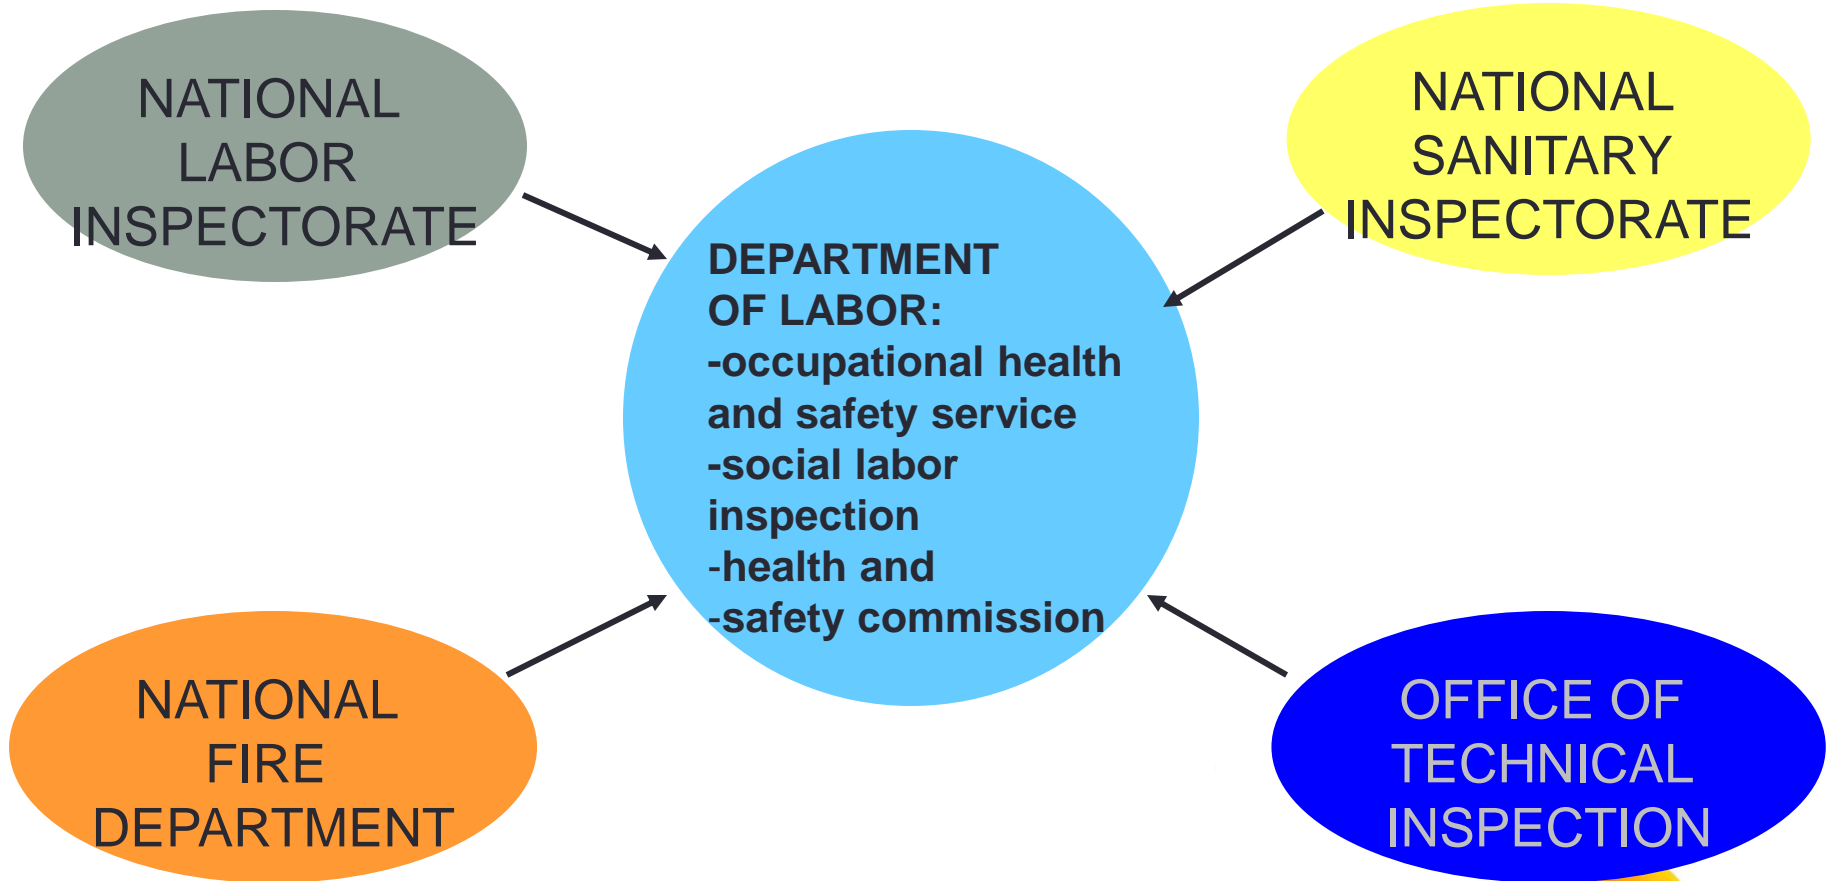 NATIONAL
LABOR
INSPECTORATE
NATIONAL
SANITARY
INSPECTORATE
DEPARTMENT
OF LABOR:
-occupational health
and safety service
-social labor
inspection
-health and
-safety commission
NATIONAL
FIRE
DEPARTMENT
OFFICE OF
TECHNICAL
INSPECTION